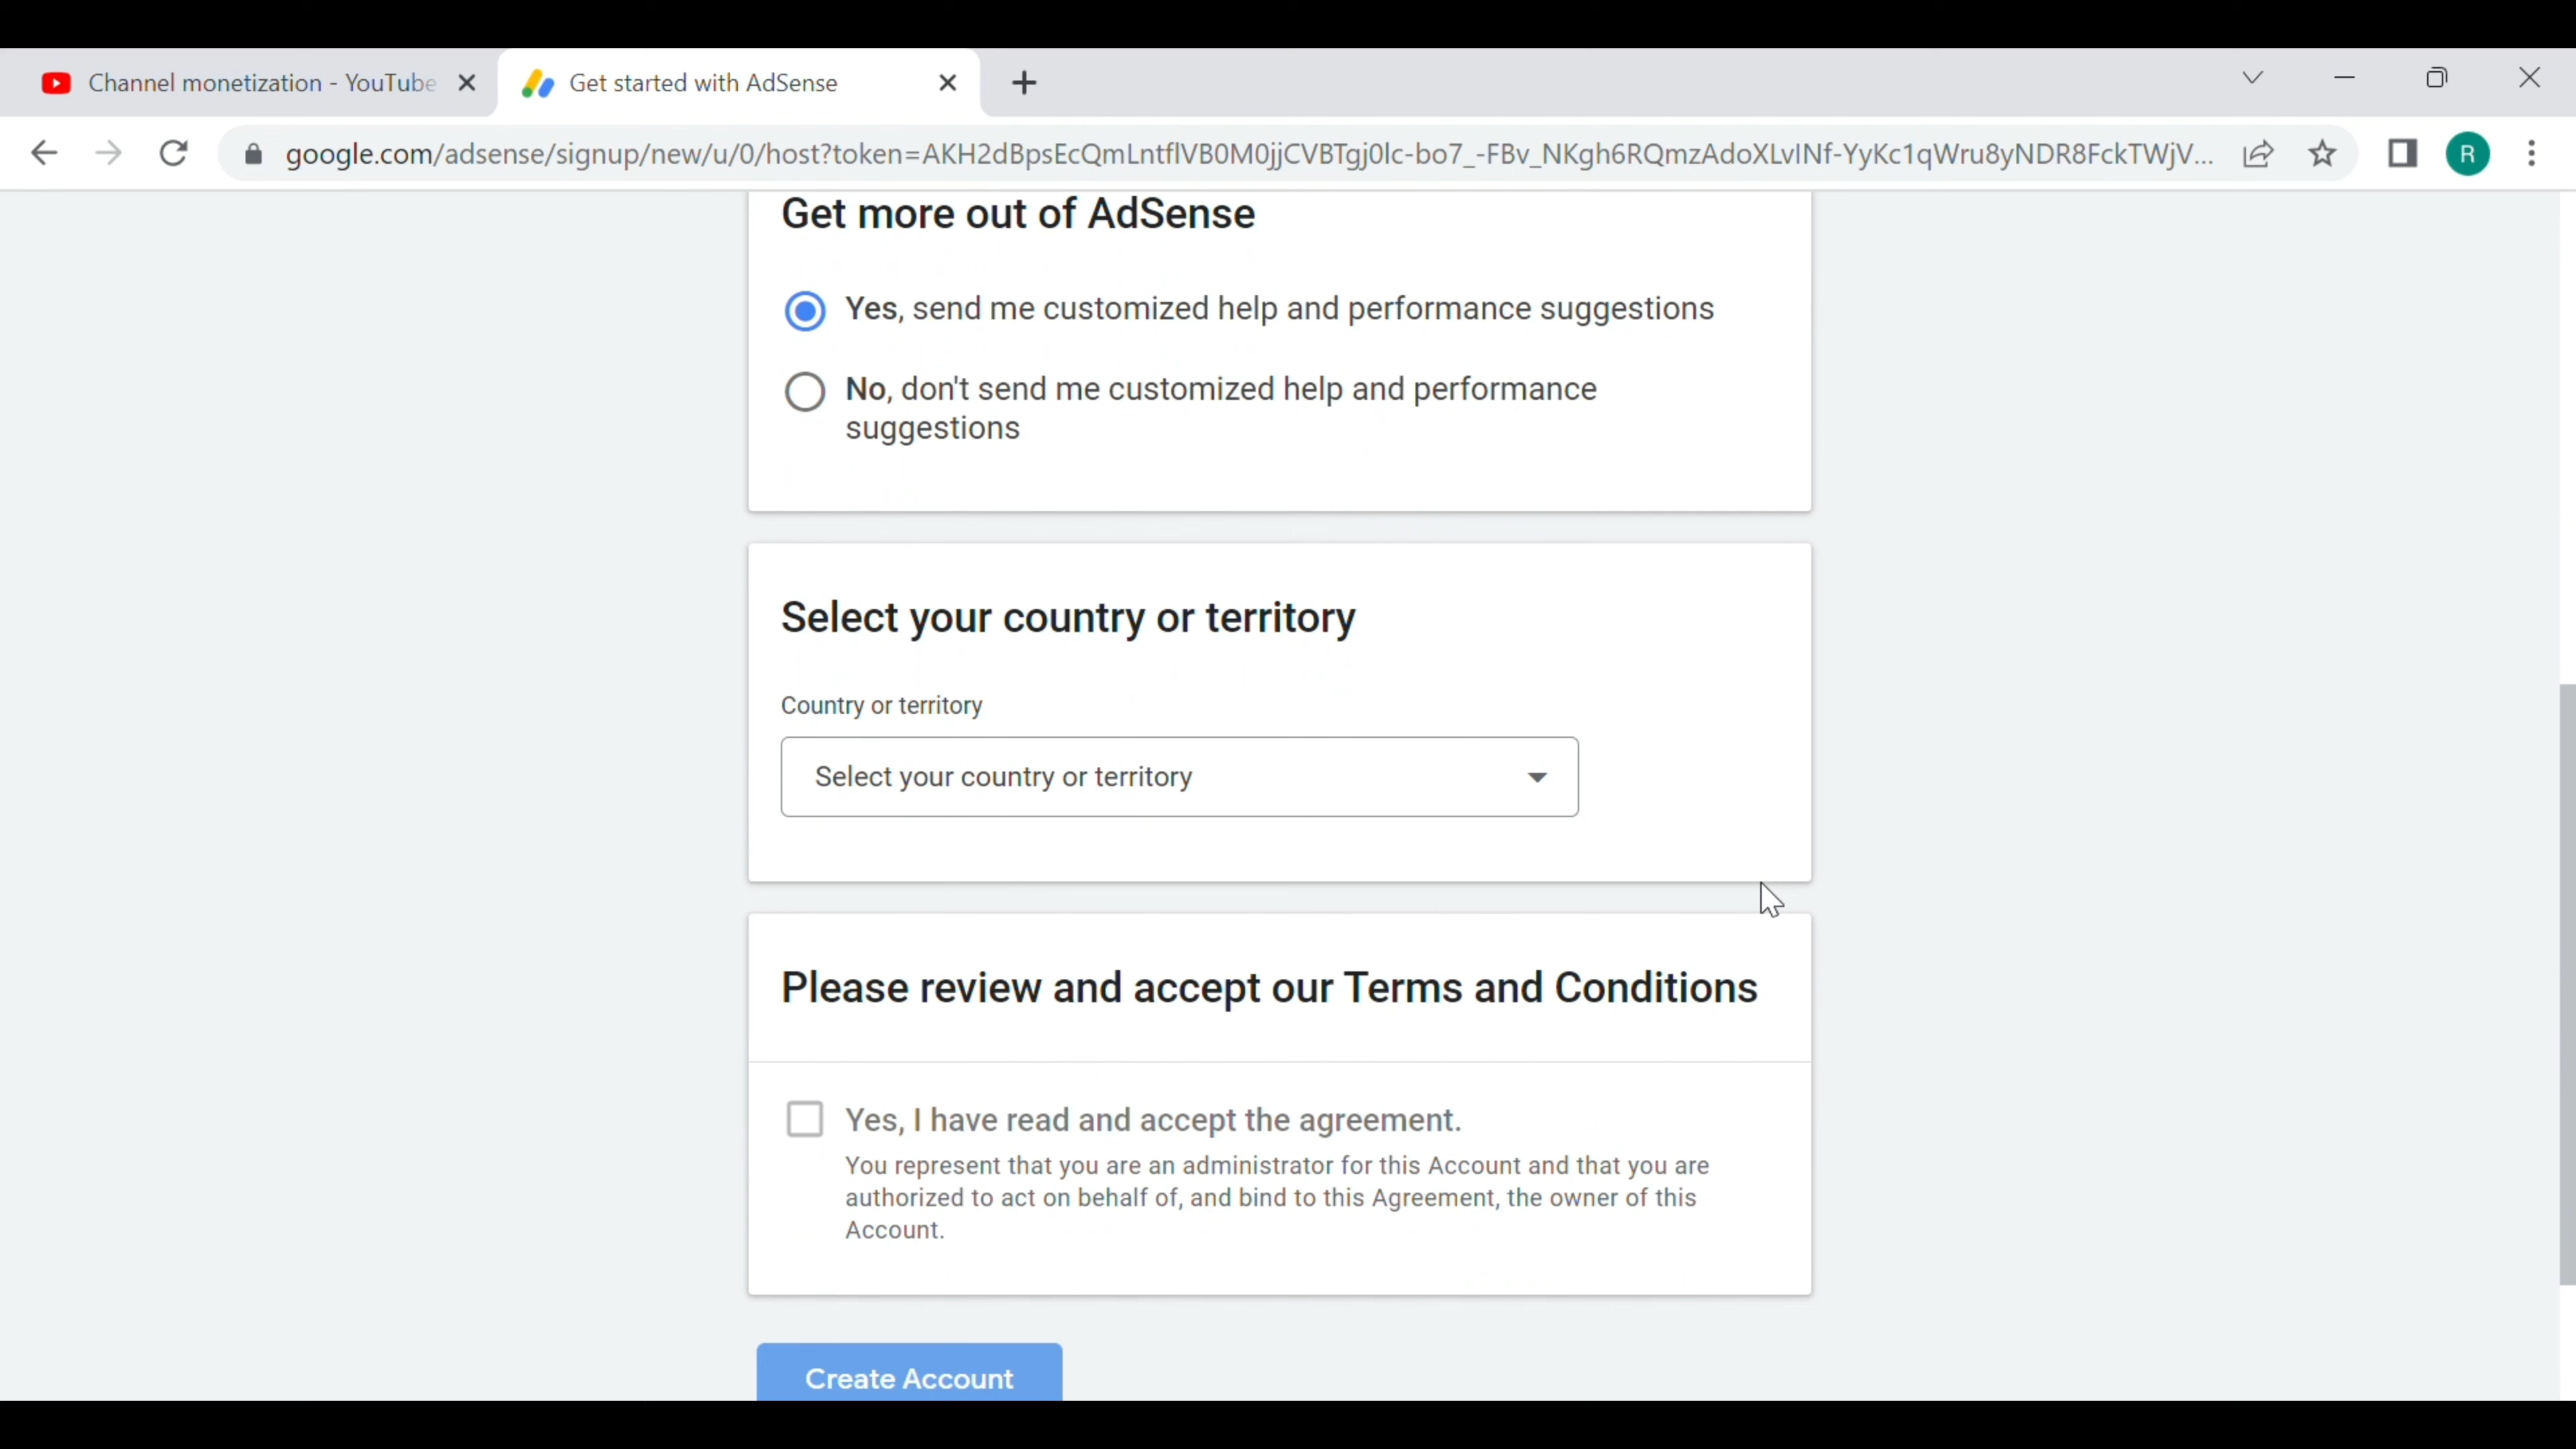 Channel monetization - YouTube
Get started with AdSense
google.com/adsense/signup/new/u/0/host?token=AKH2dBpsEcQmLntflVB0M0jjCVBTgj0lc-bo7_-FBv_NKgh6RQmzAdoXLvINf-YyKc1qWru8yNDR8FckTWjV...
R
Get more out of AdSense
Yes, send me customized help and performance suggestions
No, don't send me customized help and performance
suggestions
Select your country or territory
Country or territory
Select your country or territory
Please review and accept our Terms and Conditions
Yes, I have read and accept the agreement.
You represent that you are an administrator for this Account and that you are
authorized to act on behalf of, and bind to this Agreement, the owner of this
Account.
Create Account